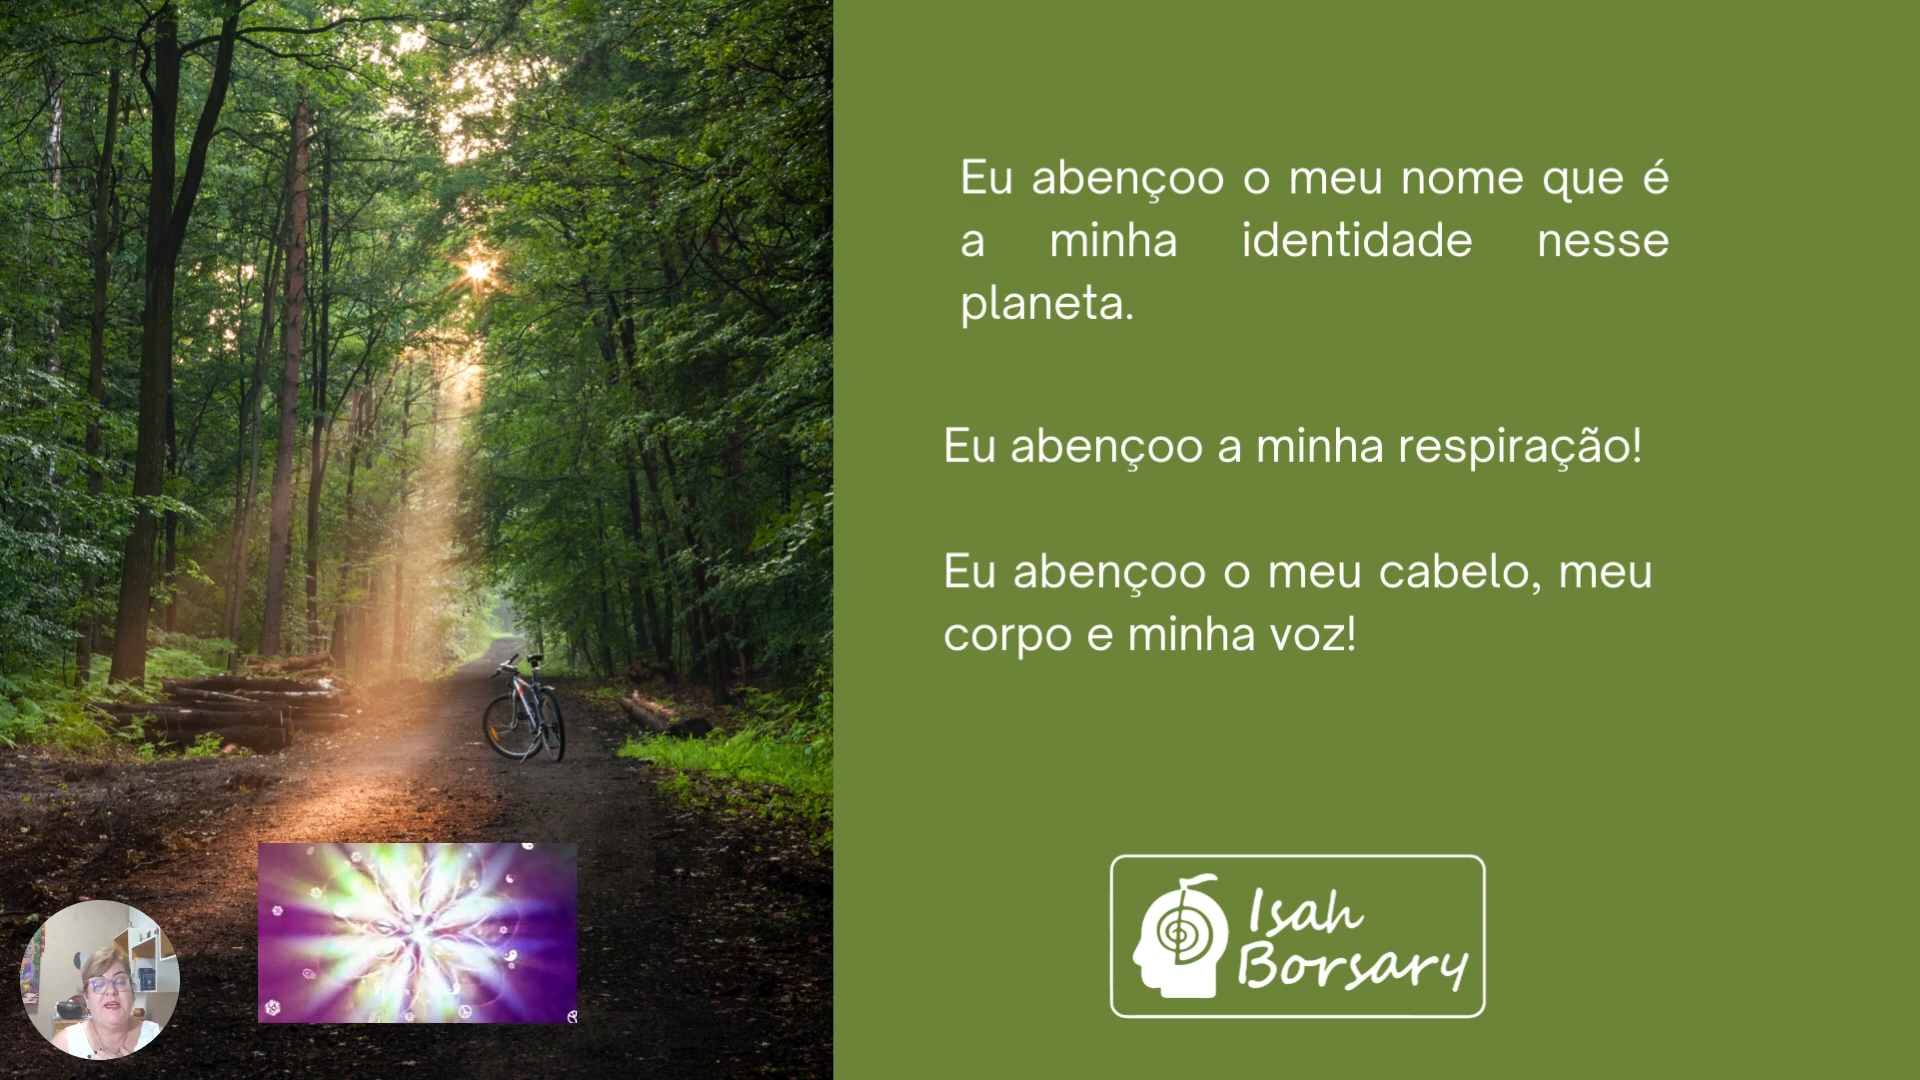 Eu abençoo o meu nome que é
a minha identidade nesse
planeta.
Eu abençoo a minha respiração!
Eu abençoo o meu cabelo, meu
corpo e minha voz!
Isah
Borsary